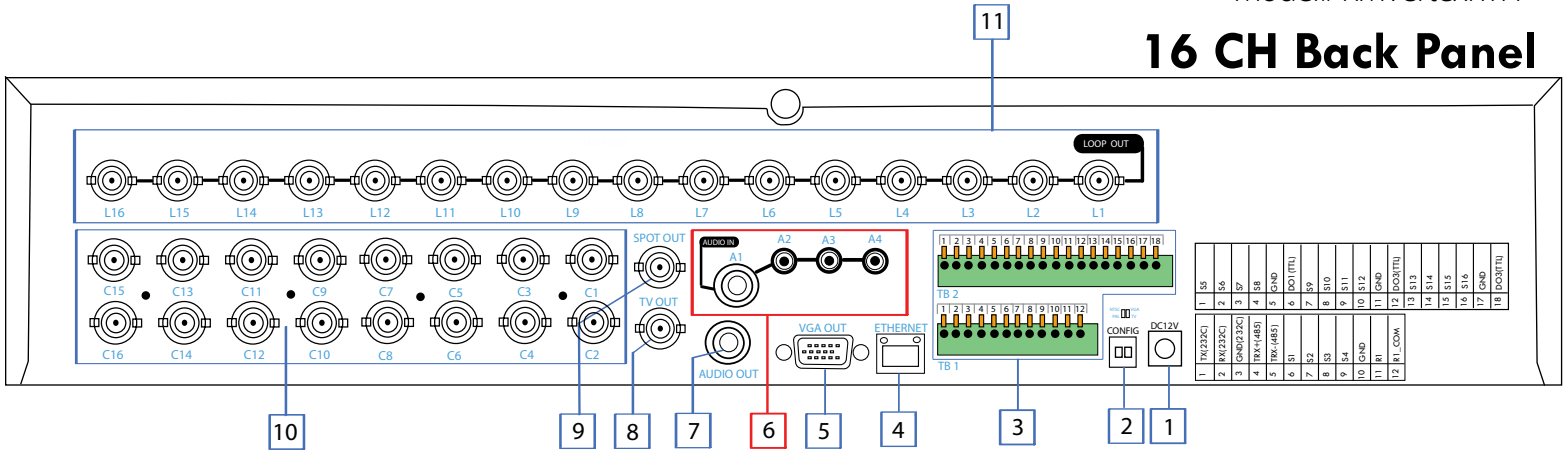 11
16 CH Back Panel
LOOP OUT
L16 L15 L14 L13 L12 L11 L10 L9 L8 L7 L6 L5 L4 L3 L2 L1
SPOT OUT
AUDIO IN
A1 A2 A3 A4
1 2 3 4 5 6 7 8 9 10 11 12 13 14 15 16 17 18
TB 2
C15 C13 C11 C9 C7 C5 C3 C1
TV OUT
C16 C14 C12 C10 C8 C6 C4 C2
AUDIO OUT
VGA OUT
ETHERNET
1 2 3 4 5 6 7 8 9 10 11 12
TB 1
NTSC VGA
PAL TV
CONFIG
DC12V
1 S5
2 S6
3 S7
4 S8
5 GND
6 DO1(TTL)
7 S9
8 S10
9 S11
10 S12
11 GND
12 DO3(TTL)
13 S13
14 S14
15 S15
16 S16
17 GND
18 DO3(TTL)
1 TX(232C)
2 RX(232C)
3 GND(232C)
4 TRX+(485)
5 TRX-(485)
6 S1
7 S2
8 S3
9 S4
10 GND
11 R1
12 R1_COM
10 9 8 7 6 5 4 3 2 1